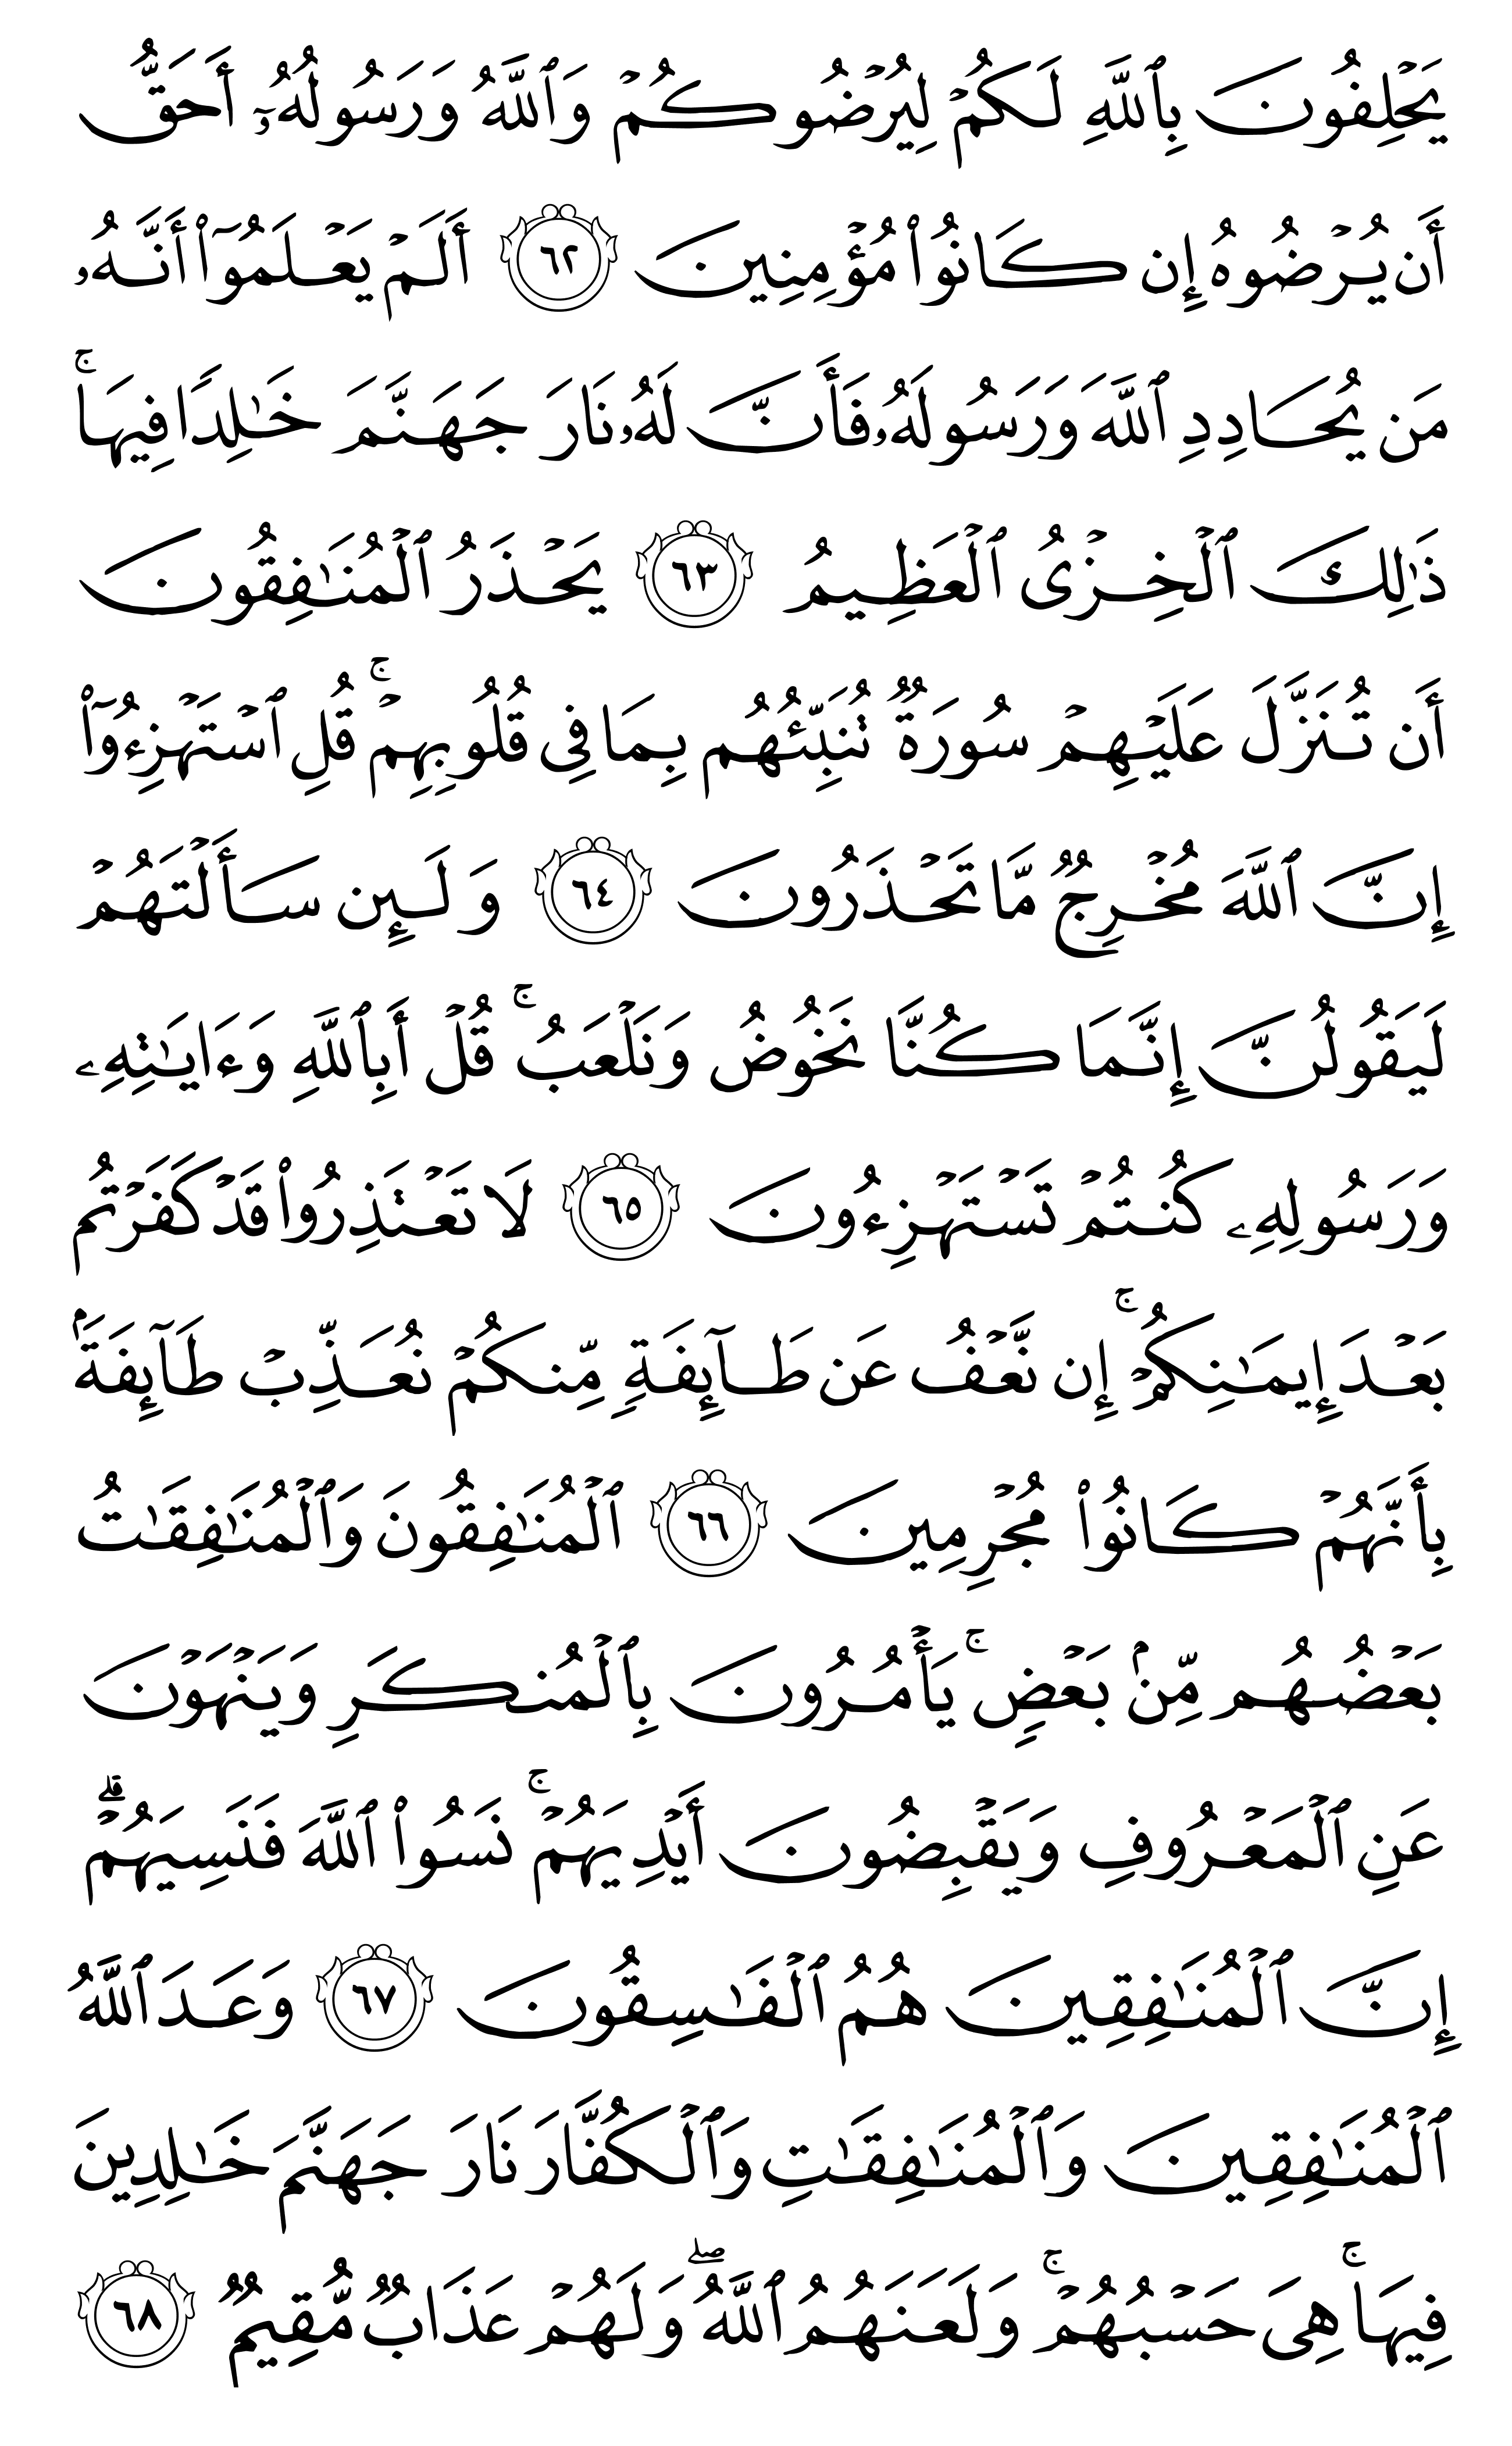 يَحۡلِفُونَ بِٱللَّهِ لَكُمۡ لِيُرۡضُوكُمۡ وَٱللَّهُ وَرَسُولُهُۥٓ أَحَقُّ
أَن يُرۡضُوهُ إِن كَانُواْ مُؤۡمِنِينَ ٦٢ أَلَمۡ يَعۡلَمُوٓاْ أَنَّهُۥ
مَن يُحَادِدِ ٱللَّهَ وَرَسُولَهُۥ فَأَنَّ لَهُۥ نَارَ جَهَنَّمَ خَٰلِدٗا فِيهَاۚ
ذَٰلِكَ ٱلۡخِزۡيُ ٱلۡعَظِيمُ ٦٣ يَحۡذَرُ ٱلۡمُنَٰفِقُونَ
أَن تُنَزَّلَ عَلَيۡهِمۡ سُورَةٞ تُنَبِّئُهُم بِمَا فِي قُلُوبِهِمۡۚ قُلِ ٱسۡتَهۡزِءُوٓاْ
إِنَّ ٱللَّهَ مُخۡرِجٞ مَّا تَحۡذَرُونَ ٦٤ وَلَئِن سَأَلۡتَهُمۡ
لَيَقُولُنَّ إِنَّمَا كُنَّا نَخُوضُ وَنَلۡعَبُۚ قُلۡ أَبِٱللَّهِ وَءَايَٰتِهِۦ
وَرَسُولِهِۦ كُنتُمۡ تَسۡتَهۡزِءُونَ ٦٥ لَا تَعۡتَذِرُواْ قَدۡ كَفَرۡتُم
بَعۡدَ إِيمَٰنِكُمۡۚ إِن نَّعۡفُ عَن طَآئِفَةٖ مِّنكُمۡ نُعَذِّبۡ طَآئِفَةَۢ
بِأَنَّهُمۡ كَانُواْ مُجۡرِمِينَ ٦٦ ٱلۡمُنَٰفِقُونَ وَٱلۡمُنَٰفِقَٰتُ
بَعۡضُهُم مِّنۢ بَعۡضٖۚ يَأۡمُرُونَ بِٱلۡمُنكَرِ وَيَنۡهَوۡنَ
عَنِ ٱلۡمَعۡرُوفِ وَيَقۡبِضُونَ أَيۡدِيَهُمۡۚ نَسُواْ ٱللَّهَ فَنَسِيَهُمۡۗ
إِنَّ ٱلۡمُنَٰفِقِينَ هُمُ ٱلۡفَٰسِقُونَ ٦٧ وَعَدَ ٱللَّهُ
ٱلۡمُنَٰفِقِينَ وَٱلۡمُنَٰفِقَٰتِ وَٱلۡكُفَّارَ نَارَ جَهَنَّمَ خَٰلِدِينَ
فِيهَاۚ هِيَ حَسۡبُهُمۡۚ وَلَعَنَهُمُ ٱللَّهُۖ وَلَهُمۡ عَذَابٞ مُّقِيمٞ ٦٨